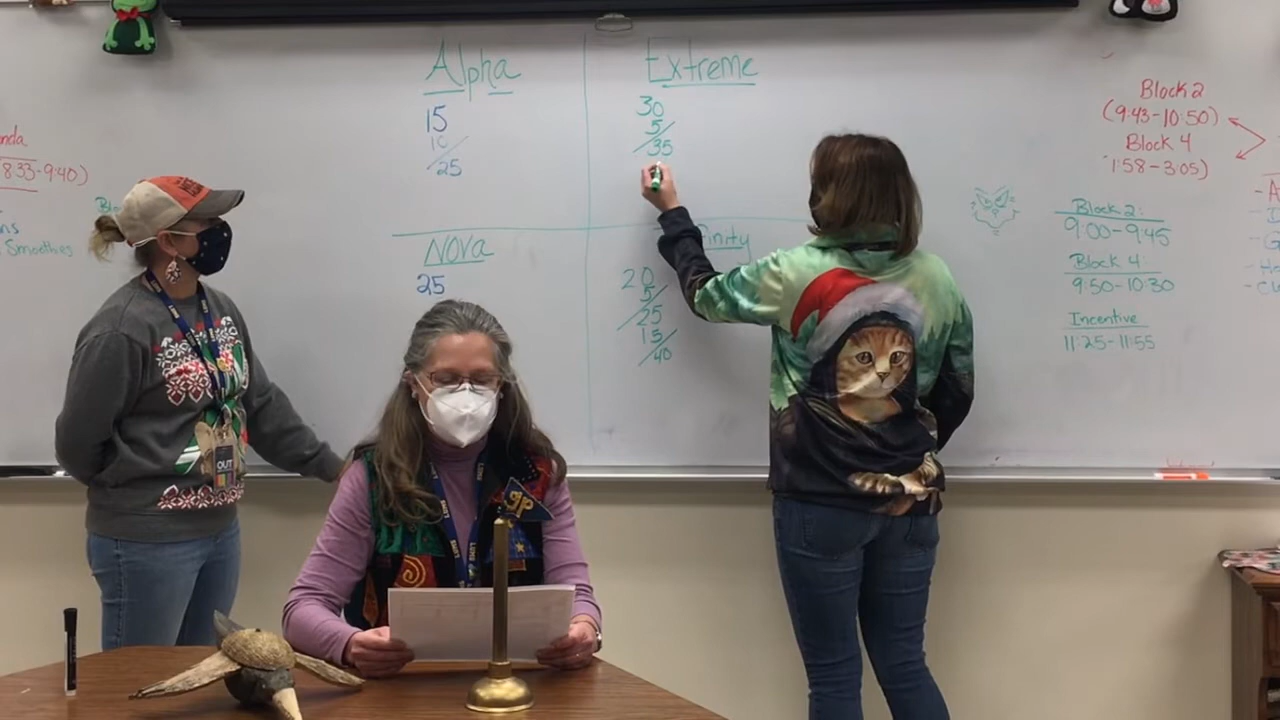 Alpha
15
10
25
Extreme
30
5
35
Nova
25
finity
20
5
25
15
40
nda
8:33-9:40)
Smoothies
Block 2
(9:43-10:50)
Block 4
1:58-3:05)
Block 2:
9:00-9:45
Block 4:
9:50-10:30
Incentive
11:25-11:55
OUT